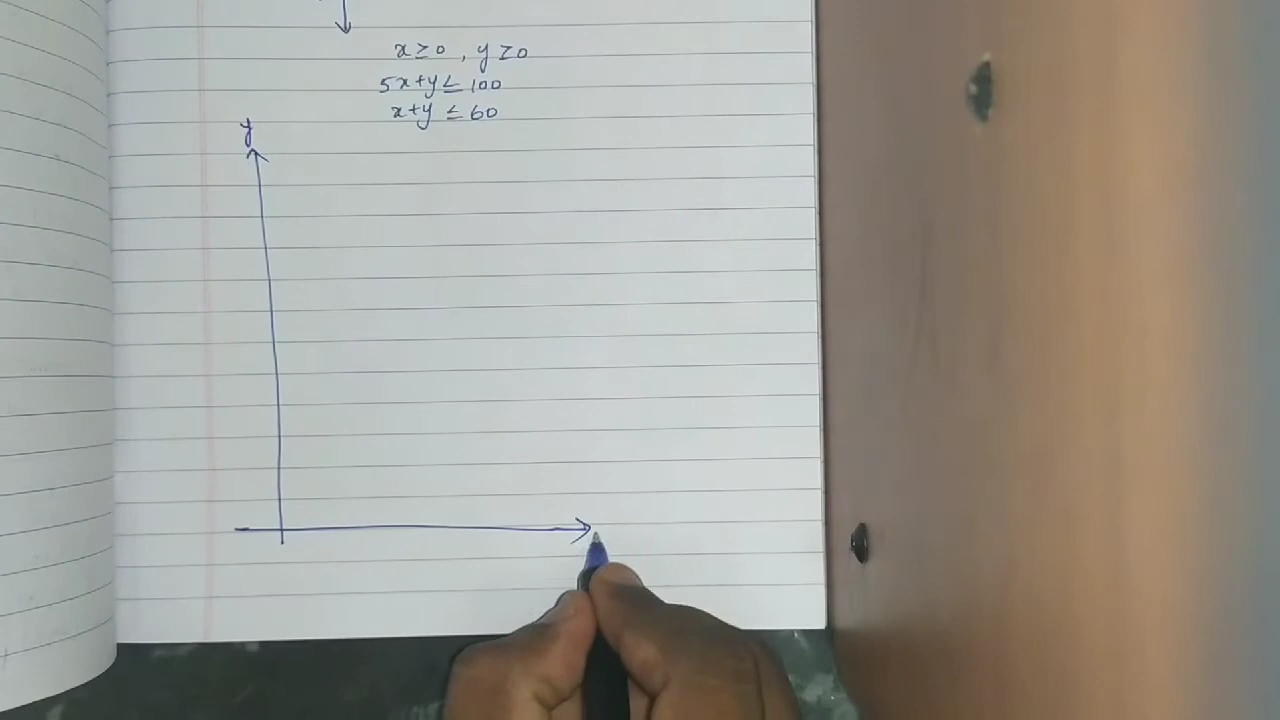 x ≥ 0 , y ≥ 0
5x+y ≤ 100
x+y ≤ 60
y